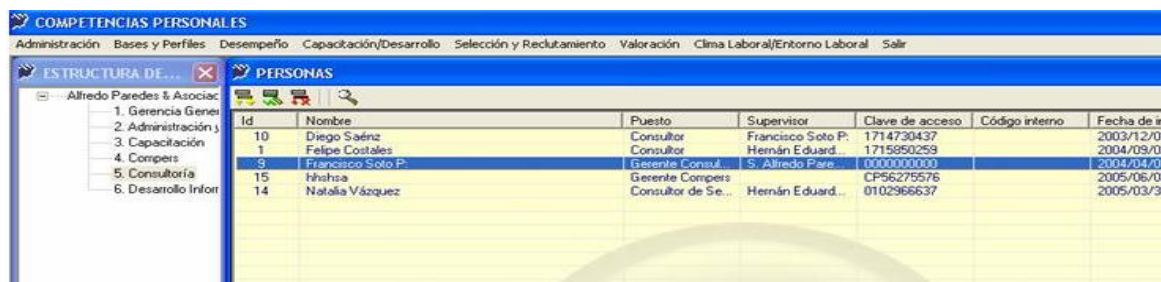 COMPETENCIAS PERSONALES
Administración Bases y Perfiles Desempeño Capacitación/Desarrollo Selección y Reclutamiento Valoración Clima Laboral/Entorno Laboral Salir
ESTRUCTURA DE...
PERSONAS
Alfredo Paredes & Asociac
1. Gerencia Gener
2. Administración y
3. Capacitación
4. Compers
5. Consultoría
6. Desarrollo Infor
Id Nombre Puesto Supervisor Clave de acceso Código interno Fecha de i
10 Diego Saénz Consultor Francisco Soto P. 1714730437 2003/12/0
1 Felipe Costales Consultor Hernán Eduard... 1715850259 2004/09/0
9 Francisco Soto P. Gerente Consul... S. Alfredo Pare... 0000000000 2004/04/0
15 hhshsa Gerente Compers CP56275576 2005/06/0
14 Natalia Vázquez Consultor de Se... Hernán Eduard... 0102966637 2005/03/3